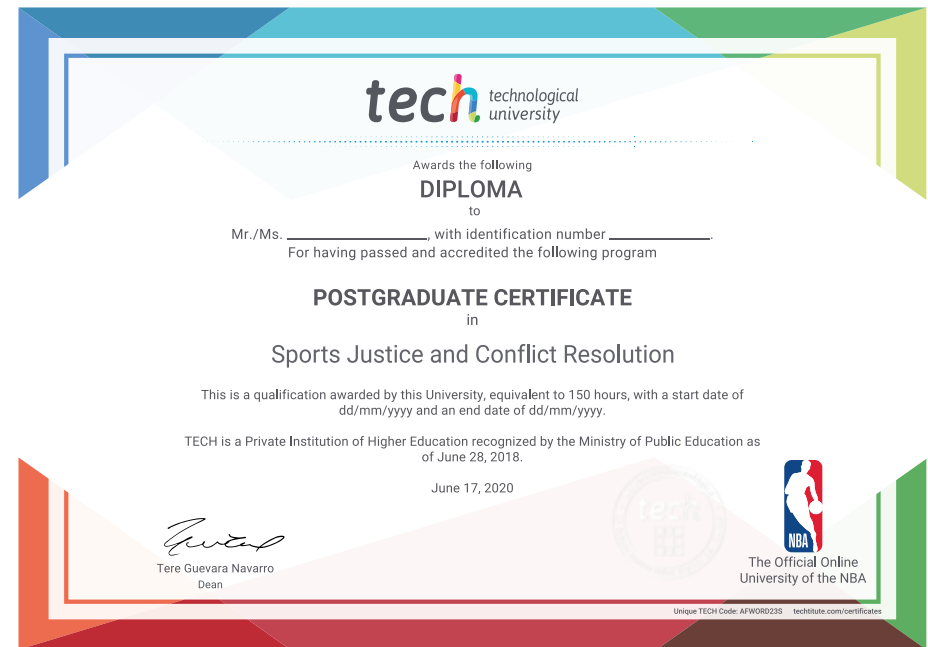 tech technological
university
Awards the following
DIPLOMA
to
Mr./Ms. ____________________, with identification number ______________.
For having passed and accredited the following program
POSTGRADUATE CERTIFICATE
in
Sports Justice and Conflict Resolution
This is a qualification awarded by this University, equivalent to 150 hours, with a start date of
dd/mm/yyyy and an end date of dd/mm/yyyy.
TECH is a Private Institution of Higher Education recognized by the Ministry of Public Education as
of June 28, 2018.
June 17, 2020
tech
Tere Guevara Navarro
Dean
NBA
The Official Online
University of the NBA
Unique TECH Code: AFWORD23S techtitute.com/certificates